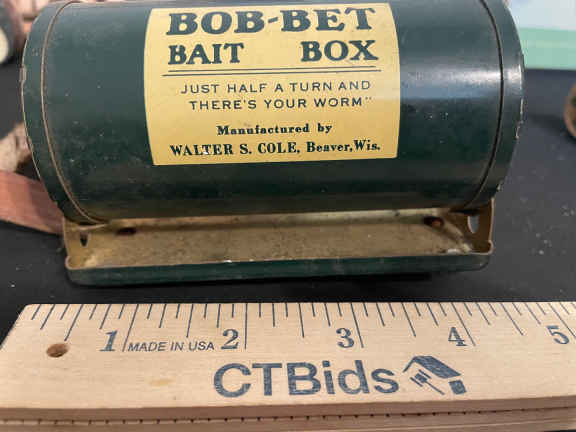 BOB-BET
BAIT BOX
JUST HALF A TURN AND
THERE'S YOUR WORM"
Manufactured by
WALTER S. COLE, Beaver, Wis.
1 MADE IN USA 2 3 4 5
CTBids